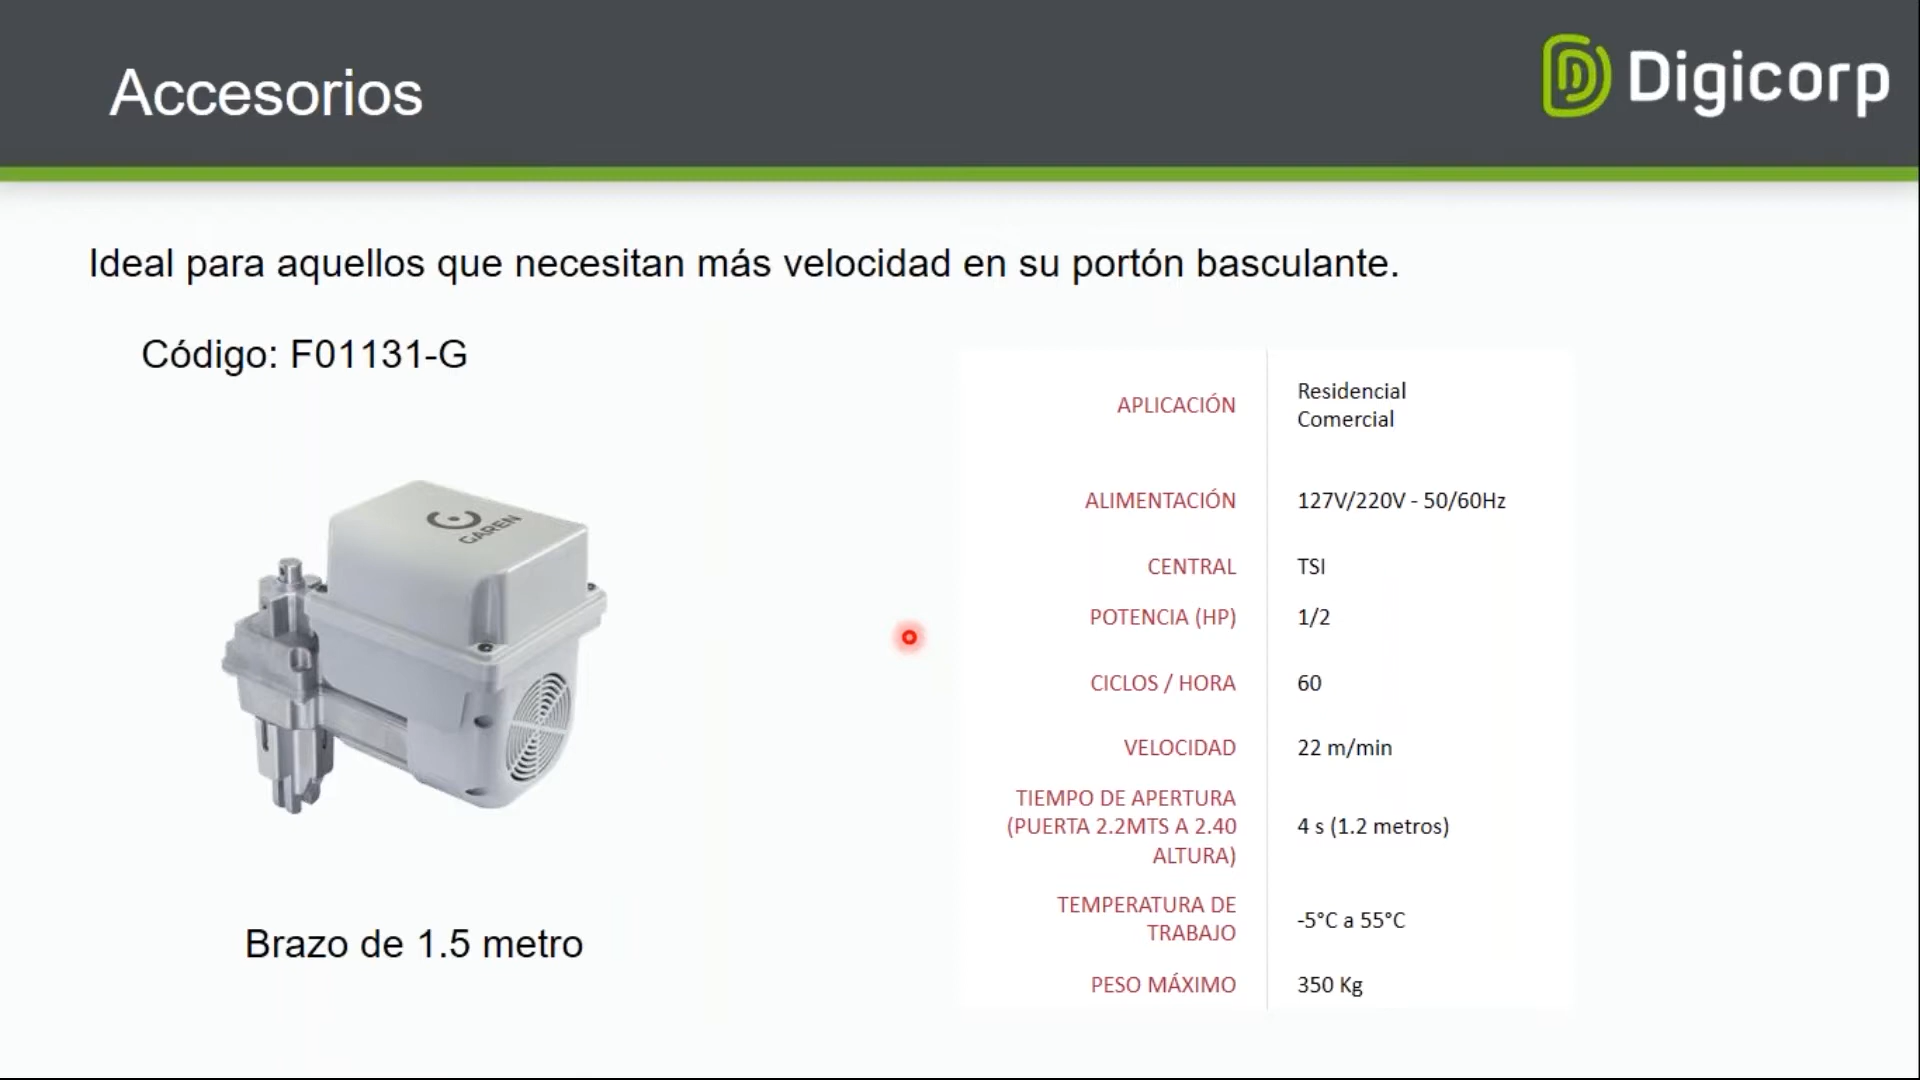 Accesorios
Digicorp
Ideal para aquellos que necesitan más velocidad en su portón basculante.
Código: F01131-G
GAREN
Brazo de 1.5 metro
APLICACIÓN
Residencial
Comercial
ALIMENTACIÓN 127V/220V - 50/60Hz
CENTRAL TSI
POTENCIA (HP) 1/2
CICLOS / HORA 60
VELOCIDAD 22 m/min
TIEMPO DE APERTURA
(PUERTA 2.2MTS A 2.40 4 s (1.2 metros)
ALTURA)
TEMPERATURA DE
TRABAJO
-5°C a 55°C
PESO MÁXIMO 350 Kg